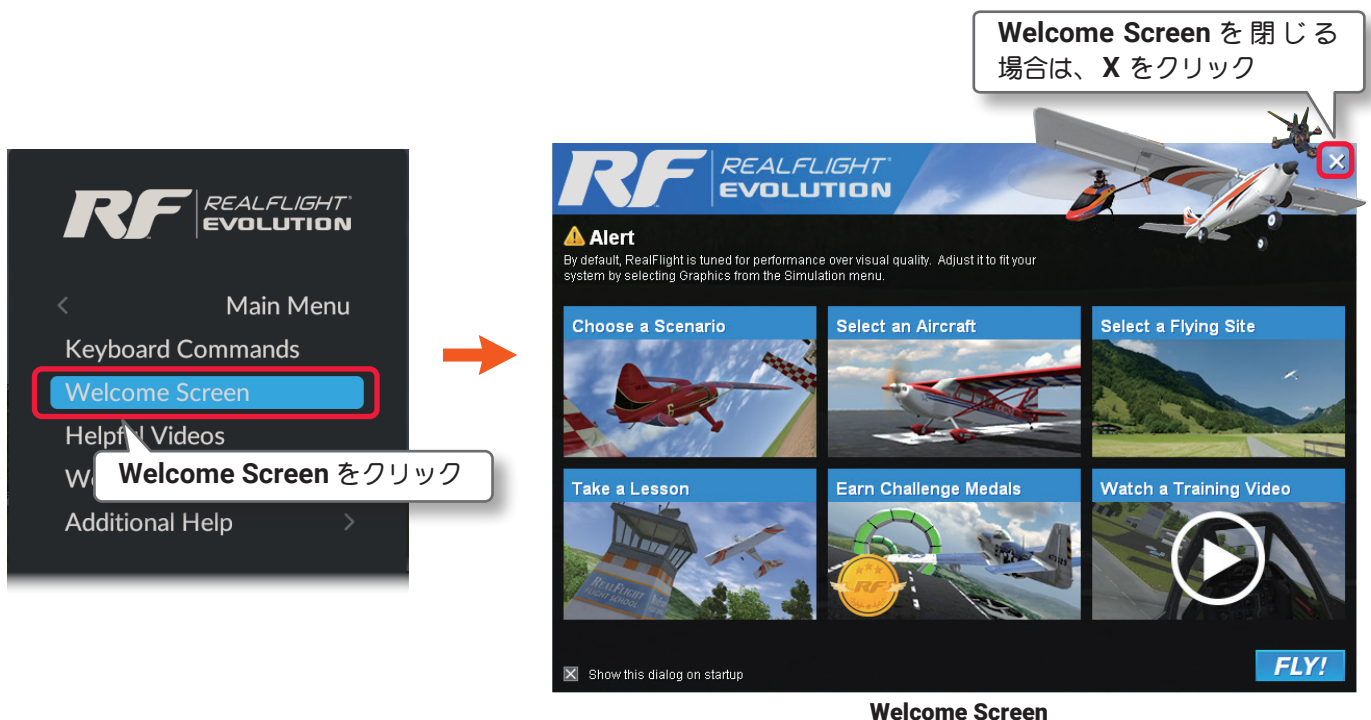 Welcome Screen を閉じる
場合は、X をクリック
RF REALFLIGHT
EVOLUTION
< Main Menu
Keyboard Commands
Welcome Screen
Helpful Videos
Welcome Screen をクリック
Additional Help >
RF REALFLIGHT
EVOLUTION
Alert
By default, RealFlight is tuned for performance over visual quality. Adjust it to fit your
system by selecting Graphics from the Simulation menu.
Choose a Scenario
Select an Aircraft
Select a Flying Site
Take a Lesson
Earn Challenge Medals
Watch a Training Video
REALFLIGHT
FLIGHT SCHOOL
RF
Show this dialog on startup
FLY!
Welcome Screen